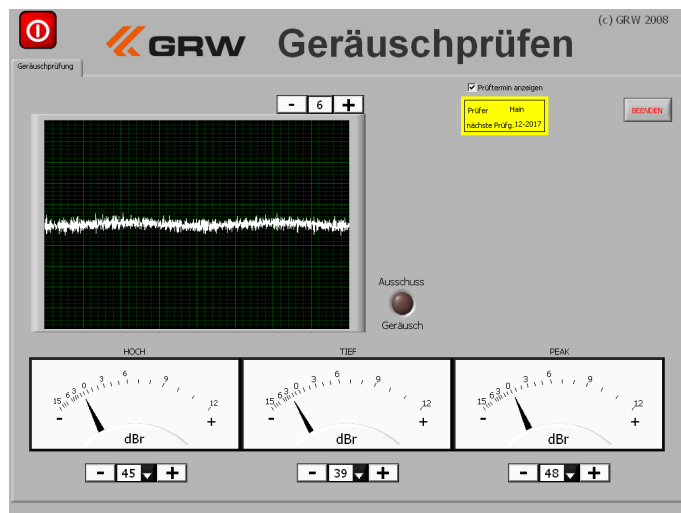 GRW Geräuschprüfen
(c) GRW 2008
Geräuschprüfung
Prüftermin anzeigen
Prüfer Hain
nächste Prüfg. 12-2017
BEENDEN
- 6 +
Ausschuss
Geräusch
HOCH
15 6 3 0 3 6 9 12
- +
dBr
- 45 +
TIEF
15 6 3 0 3 6 9 12
- +
dBr
- 39 +
PEAK
15 6 3 0 3 6 9 12
- +
dBr
- 48 +